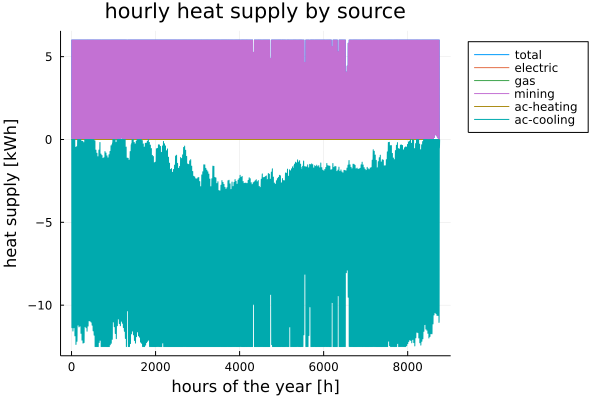 hourly heat supply by source
heat supply [kWh]
5
0
−5
−10
0 2000 4000 6000 8000
hours of the year [h]
total
electric
gas
mining
ac-heating
ac-cooling